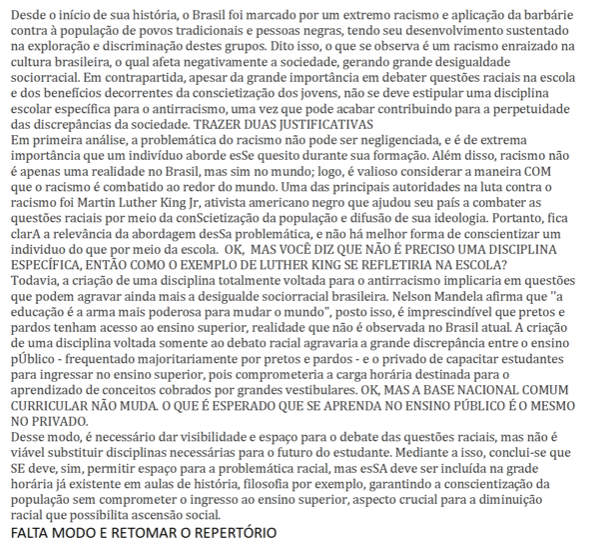 Desde o início de sua história, o Brasil foi marcado por um extremo racismo e aplicação da barbárie
contra à população de povos tradicionais e pessoas negras, tendo seu desenvolvimento sustentado
na exploração e discriminação destes grupos. Dito isso, o que se observa é um racismo enraizado na
cultura brasileira, o qual afeta negativamente a sociedade, gerando grande desigualdade
sociorracial. Em contrapartida, apesar da grande importância em debater questões raciais na escola
e dos benefícios decorrentes da conscietização dos jovens, não se deve estipular uma disciplina
escolar específica para o antirracismo, uma vez que pode acabar contribuindo para a perpetuidade
das discrepâncias da sociedade. TRAZER DUAS JUSTIFICATIVAS
Em primeira análise, a problemática do racismo não pode ser negligenciada, e é de extrema
importância que um indivíduo aborde esSe quesito durante sua formação. Além disso, racismo não
é apenas uma realidade no Brasil, mas sim no mundo; logo, é valioso considerar a maneira COM
que o racismo é combatido ao redor do mundo. Uma das principais autoridades na luta contra o
racismo foi Martin Luther King Jr, ativista americano negro que ajudou seu país a combater as
questões raciais por meio da conScietização da população e difusão de sua ideologia. Portanto, fica
clarA a relevância da abordagem desSa problemática, e não há melhor forma de conscientizar um
individuo do que por meio da escola. OK, MAS VOCÊ DIZ QUE NÃO É PRECISO UMA DISCIPLINA
ESPECÍFICA, ENTÃO COMO O EXEMPLO DE LUTHER KING SE REFLETIRIA NA ESCOLA?
Todavia, a criação de uma disciplina totalmente voltada para o antirracismo implicaria em questões
que podem agravar ainda mais a desigualde sociorracial brasileira. Nelson Mandela afirma que "a
educação é a arma mais poderosa para mudar o mundo", posto isso, é imprescindível que pretos e
pardos tenham acesso ao ensino superior, realidade que não é observada no Brasil atual. A criação
de uma disciplina voltada somente ao debate racial agravaria a grande discrepância entre o ensino
pÚblico - frequentado majoritariamente por pretos e pardos - e o privado de capacitar estudantes
para ingressar no ensino superior, pois comprometeria a carga horária destinada para o
aprendizado de conceitos cobrados por grandes vestibulares. OK, MAS A BASE NACIONAL COMUM
CURRICULAR NÃO MUDA. O QUE É ESPERADO QUE SE APRENDA NO ENSINO PÚBLICO É O MESMO
NO PRIVADO.
Desse modo, é necessário dar visibilidade e espaço para o debate das questões raciais, mas não é
viável substituir disciplinas necessárias para o futuro do estudante. Mediante a isso, conclui-se que
SE deve, sim, permitir espaço para a problemática racial, mas esSA deve ser incluída na grade
horária já existente em aulas de história, filosofia por exemplo, garantindo a conscientização da
população sem comprometer o ingresso ao ensino superior, aspecto crucial para a diminuição
racial que possibilita ascensão social.
FALTA MODO E RETOMAR O REPERTÓRIO